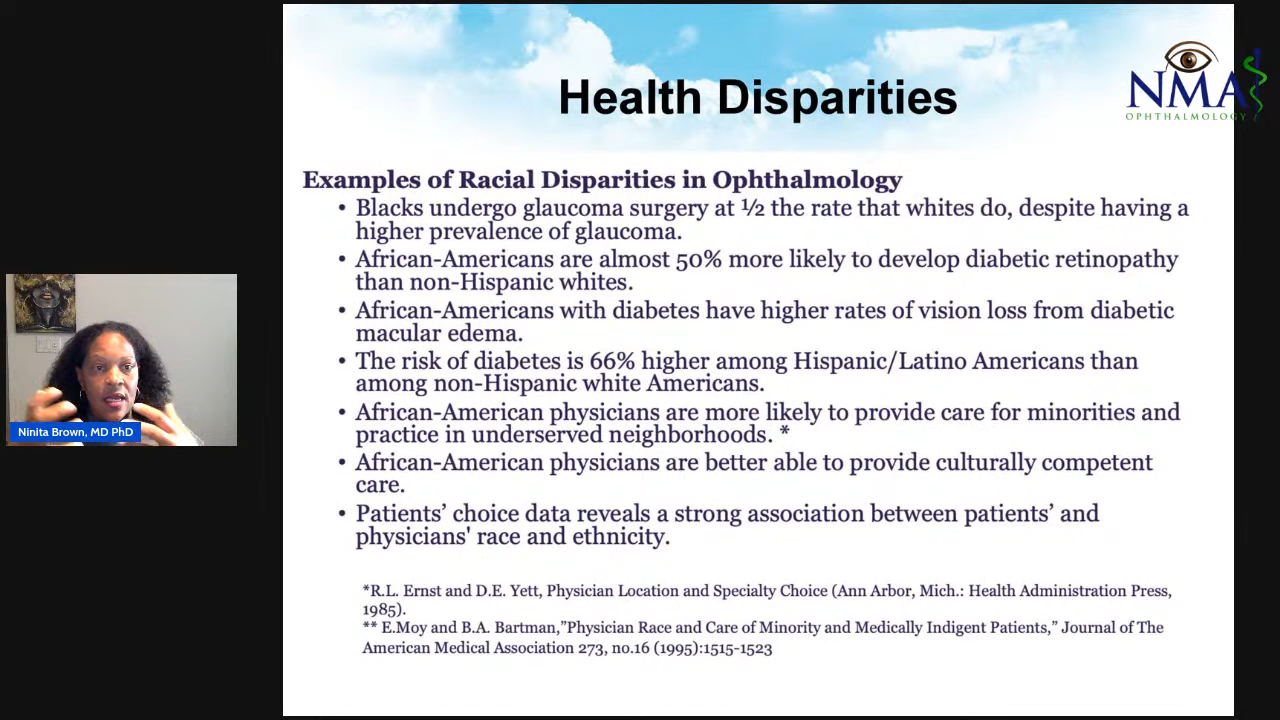 Health Disparities
NMA
OPHTHALMOLOGY
Examples of Racial Disparities in Ophthalmology
• Blacks undergo glaucoma surgery at ½ the rate that whites do, despite having a
higher prevalence of glaucoma.
• African-Americans are almost 50% more likely to develop diabetic retinopathy
than non-Hispanic whites.
• African-Americans with diabetes have higher rates of vision loss from diabetic
macular edema.
• The risk of diabetes is 66% higher among Hispanic/Latino Americans than
among non-Hispanic white Americans.
• African-American physicians are more likely to provide care for minorities and
practice in underserved neighborhoods. *
• African-American physicians are better able to provide culturally competent
care.
• Patients’ choice data reveals a strong association between patients’ and
physicians' race and ethnicity.
*R.L. Ernst and D.E. Yett, Physician Location and Specialty Choice (Ann Arbor, Mich.: Health Administration Press,
1985).
** E.Moy and B.A. Bartman,”Physician Race and Care of Minority and Medically Indigent Patients,” Journal of The
American Medical Association 273, no.16 (1995):1515-1523
Ninita Brown, MD PhD